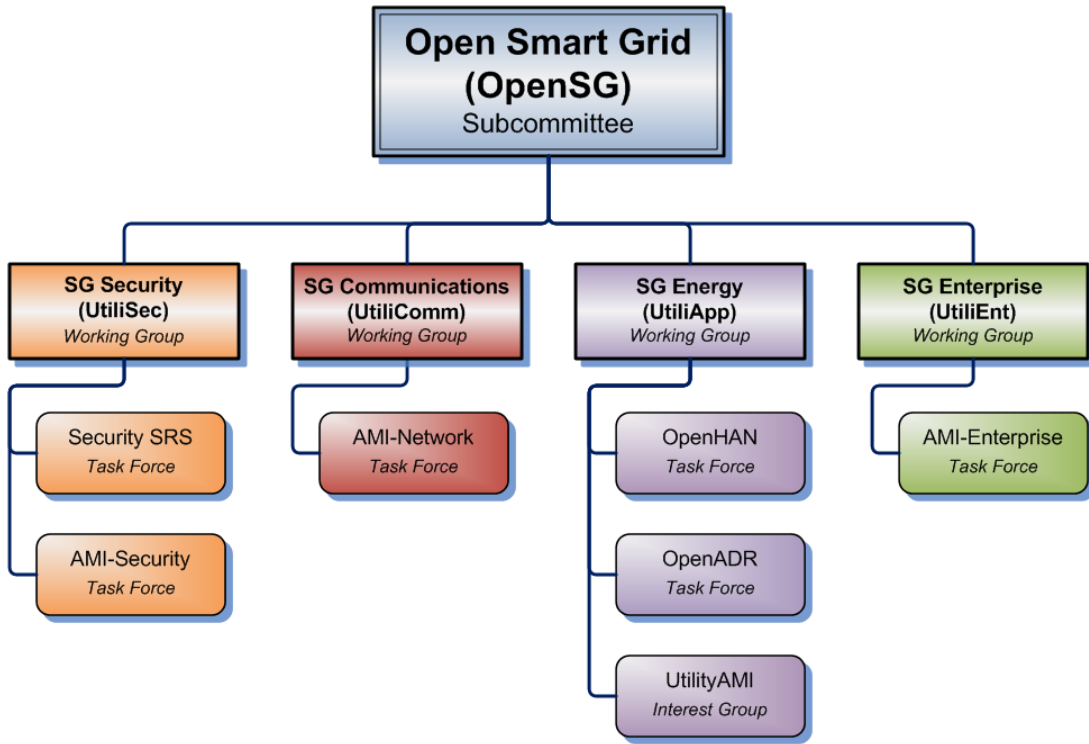 Open Smart Grid
(OpenSG)
Subcommittee
SG Security
(UtiliSec)
Working Group
SG Communications
(UtiliComm)
Working Group
SG Energy
(UtiliApp)
Working Group
SG Enterprise
(UtiliEnt)
Working Group
Security SRS
Task Force
AMI-Network
Task Force
OpenHAN
Task Force
AMI-Enterprise
Task Force
AMI-Security
Task Force
OpenADR
Task Force
UtilityAMI
Interest Group